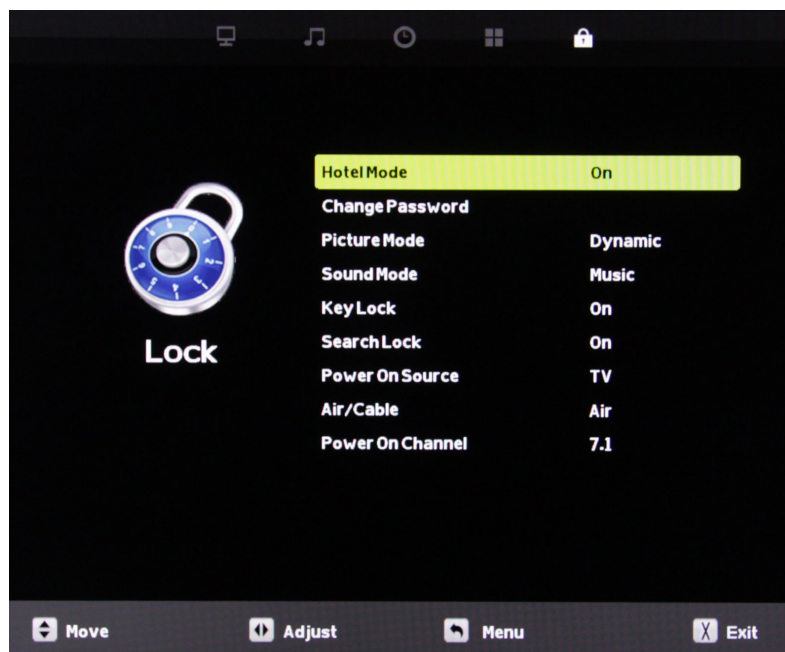 Hotel Mode On
Change Password
Picture Mode Dynamic
Sound Mode Music
Key Lock On
Search Lock On
Power On Source TV
Air/Cable Air
Power On Channel 7.1
Lock
Move Adjust Menu X Exit